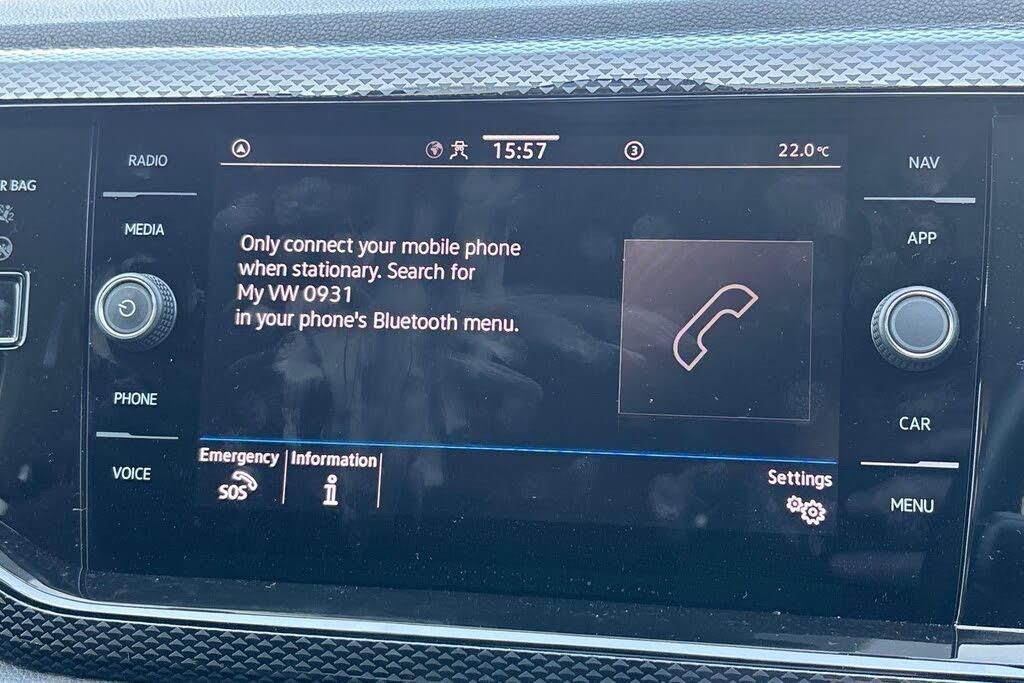 15:57
3
22.0°C
RADIO
MEDIA
PHONE
VOICE
R BAG
Only connect your mobile phone
when stationary. Search for
My VW 0931
in your phone's Bluetooth menu.
Emergency
SOS
Information
i
Settings
NAV
APP
CAR
MENU